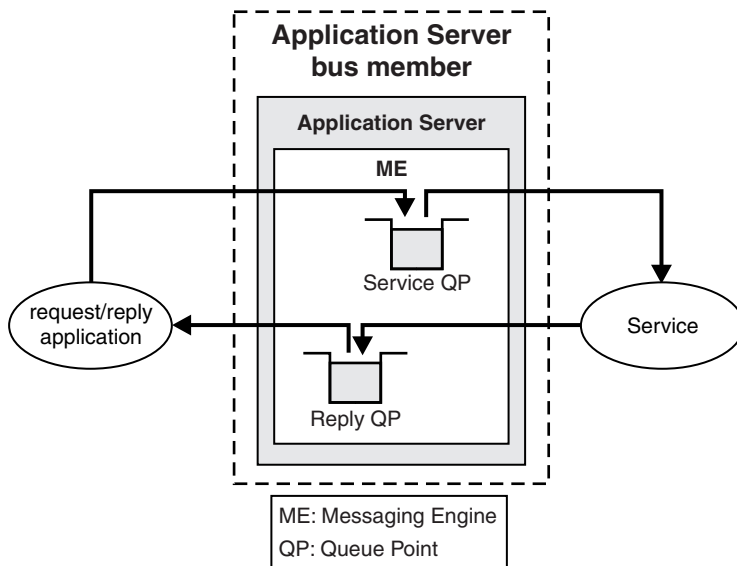 Application Server
bus member
Application Server
ME
Service QP
request/reply
application
Service
Reply QP
ME: Messaging Engine
QP: Queue Point